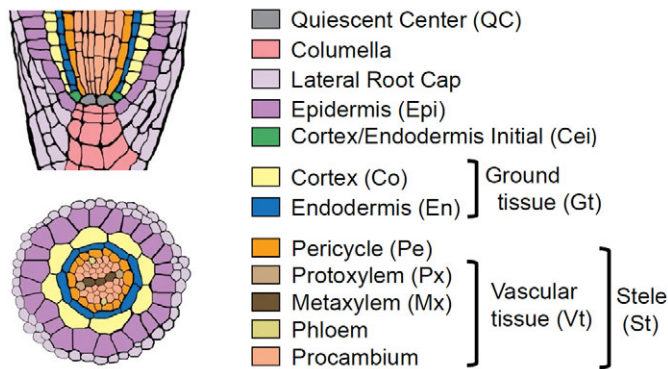 Quiescent Center (QC)
Columella
Lateral Root Cap
Epidermis (Epi)
Cortex/Endodermis Initial (Cei)
Cortex (Co)
Endodermis (En)
Ground
tissue (Gt)
Pericycle (Pe)
Protoxylem (Px)
Metaxylem (Mx)
Phloem
Procambium
Vascular
tissue (Vt)
Stele
(St)